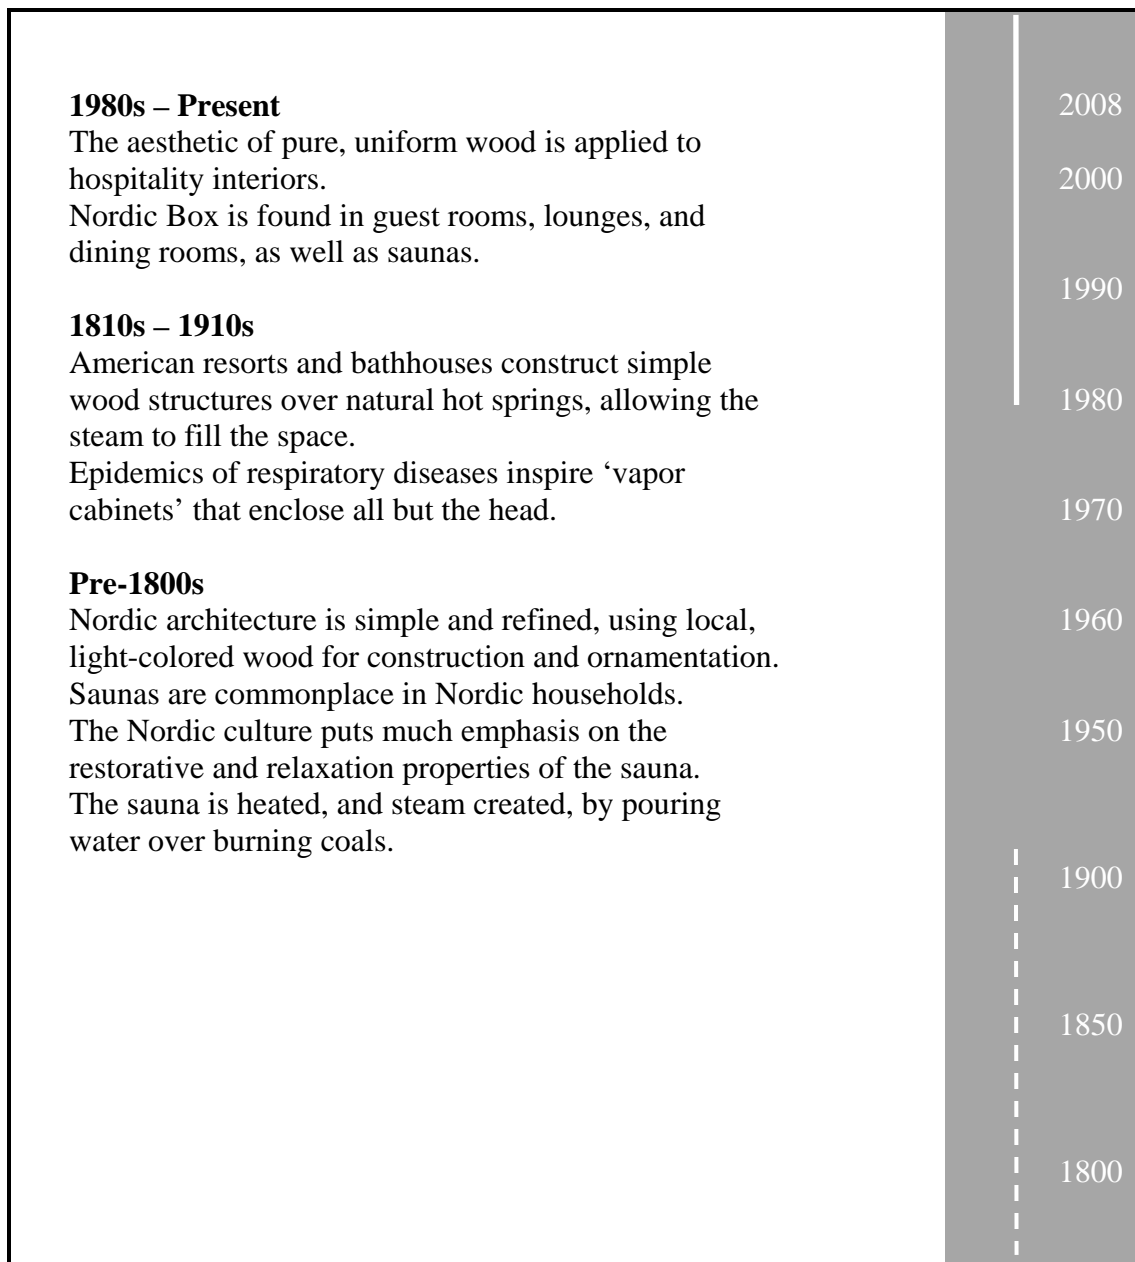 1980s – Present
The aesthetic of pure, uniform wood is applied to
hospitality interiors.
Nordic Box is found in guest rooms, lounges, and
dining rooms, as well as saunas.
1810s – 1910s
American resorts and bathhouses construct simple
wood structures over natural hot springs, allowing the
steam to fill the space.
Epidemics of respiratory diseases inspire ‘vapor
cabinets’ that enclose all but the head.
Pre-1800s
Nordic architecture is simple and refined, using local,
light-colored wood for construction and ornamentation.
Saunas are commonplace in Nordic households.
The Nordic culture puts much emphasis on the
restorative and relaxation properties of the sauna.
The sauna is heated, and steam created, by pouring
water over burning coals.
2008
2000
1990
1980
1970
1960
1950
1900
1850
1800